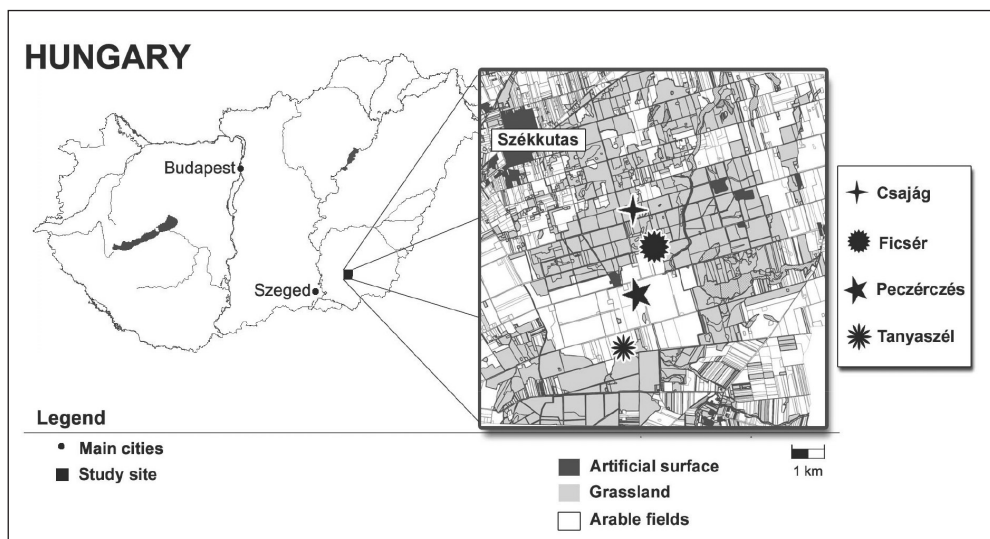 HUNGARY
Budapest
Szeged
Székkutas
Csajág
Ficsér
Peczérczés
Tanyaszél
Legend
Main cities
Study site
Artificial surface
Grassland
Arable fields
1 km